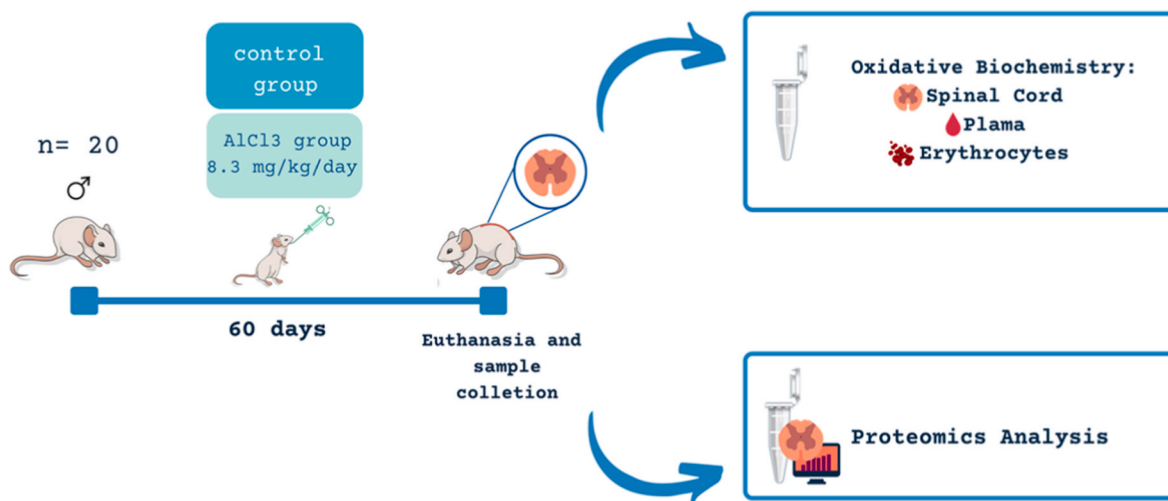 control
group
n= 20
AlCl3 group
8.3 mg/kg/day
60 days
Euthanasia and
sample
colletion
Oxidative Biochemistry:
Spinal Cord
Plama
Erythrocytes
Proteomics Analysis